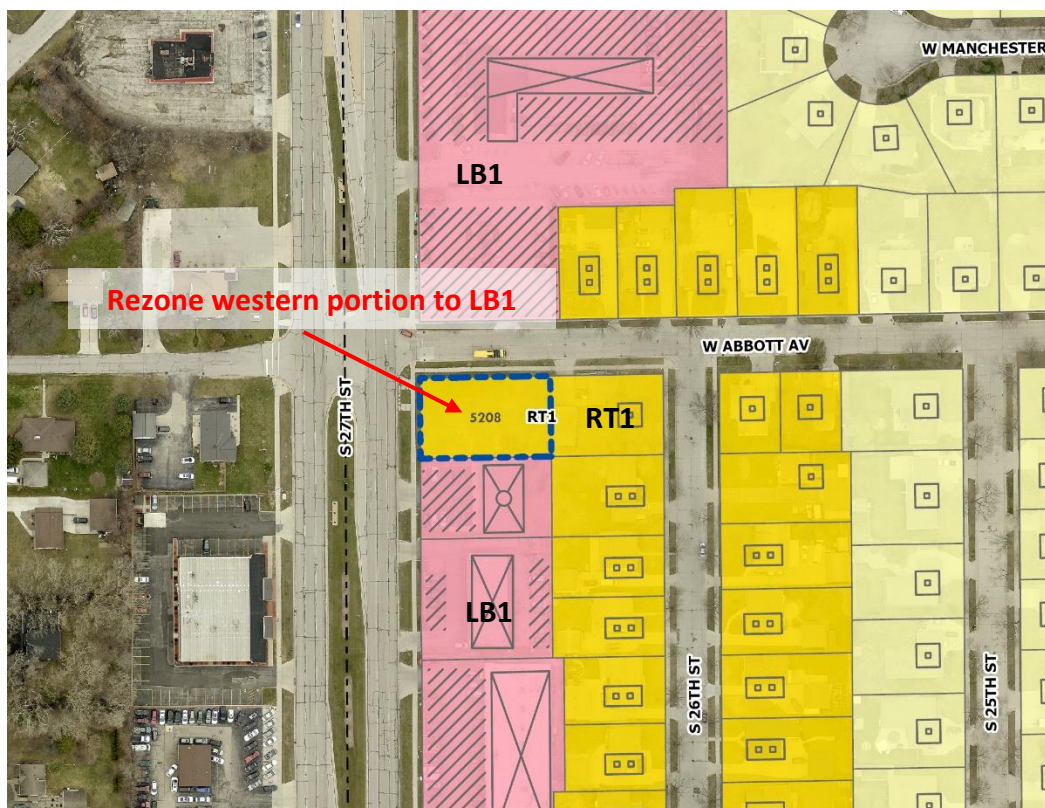 W MANCHESTER
LB1
Rezone western portion to LB1
W ABBOTT AV
S 27TH ST
5208
RT1
RT1
LB1
S 26TH ST
S 25TH ST